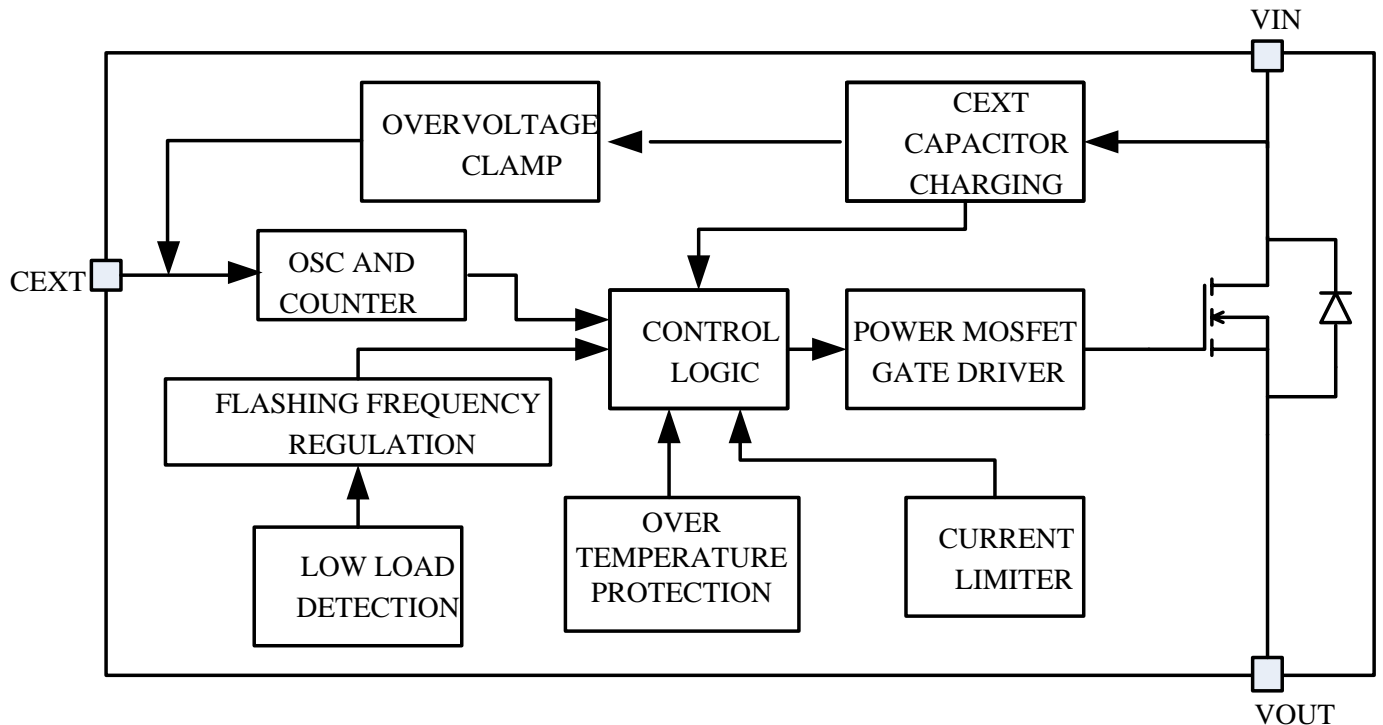 VIN
OVERVOLTAGE
CLAMP
CEXT
CAPACITOR
CHARGING
CEXT
OSC AND
COUNTER
CONTROL
LOGIC
POWER MOSFET
GATE DRIVER
FLASHING FREQUENCY
REGULATION
LOW LOAD
DETECTION
OVER
TEMPERATURE
PROTECTION
CURRENT
LIMITER
VOUT